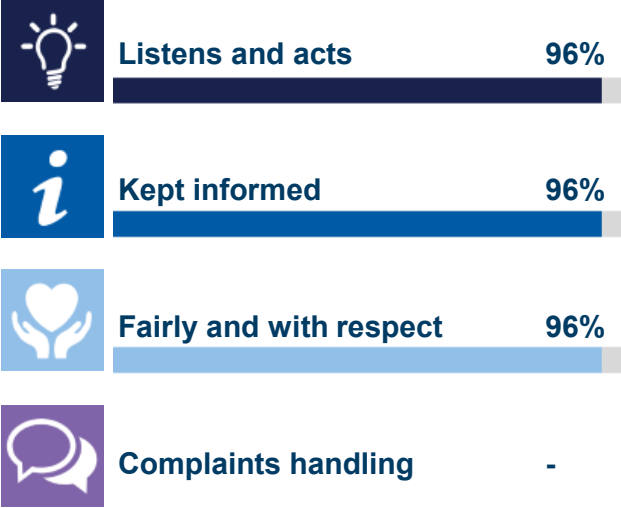 Listens and acts 96%
Kept informed 96%
Fairly and with respect 96%
Complaints handling -